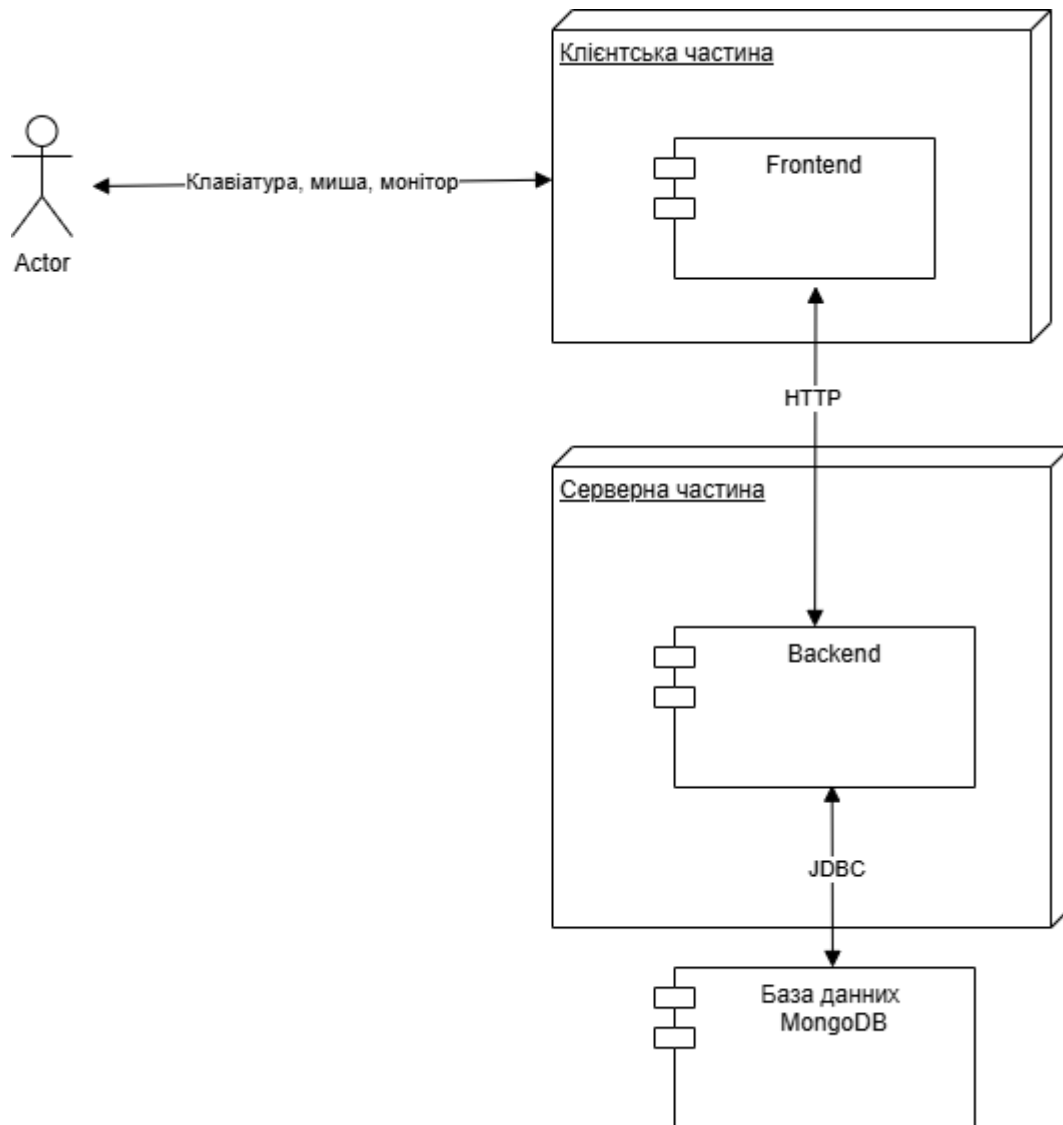 Клієнтська частина
Frontend
Клавіатура, миша, монітор
Actor
HTTP
Серверна частина
Backend
JDBC
База данних
MongoDB